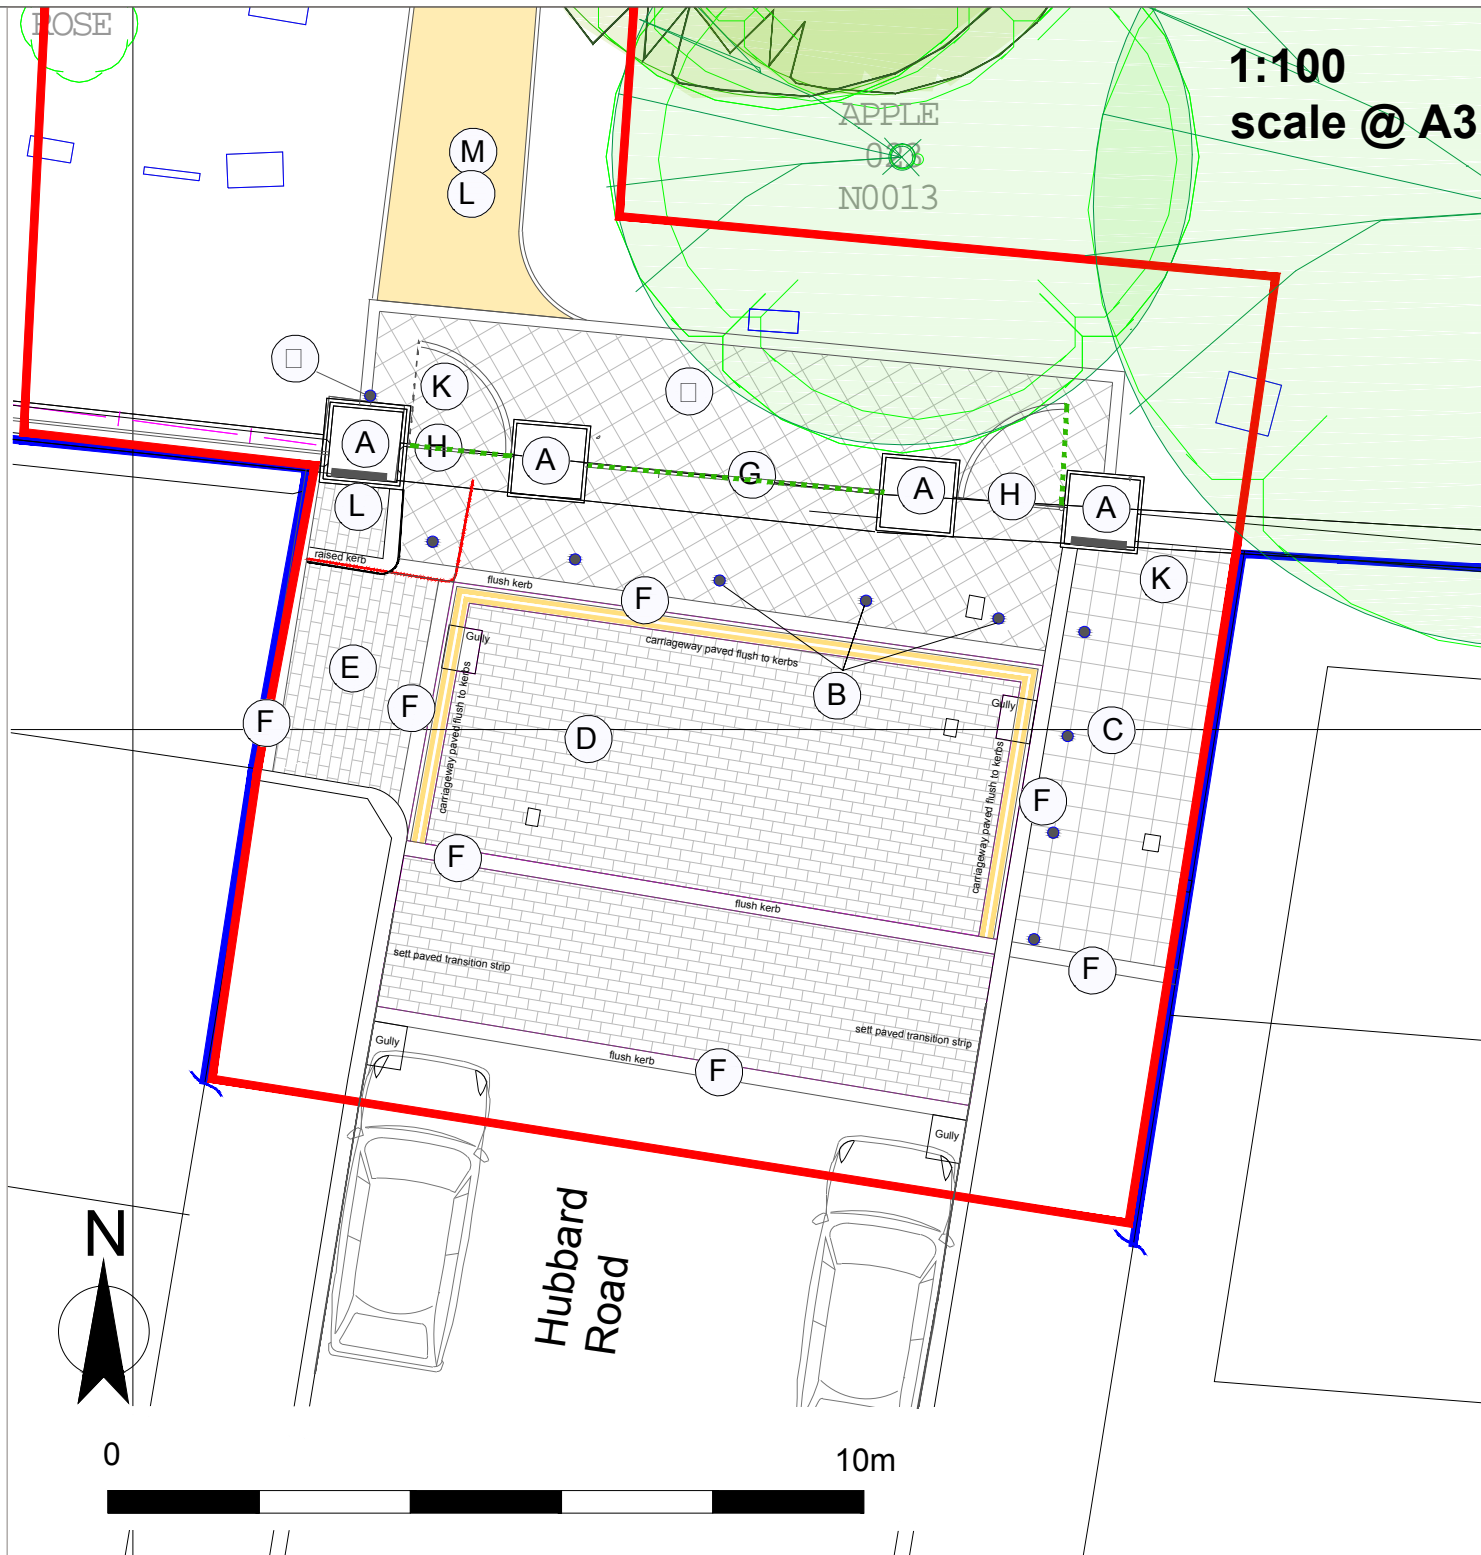 ROSE
1:100
scale @ A3
APPLE
N0013
M
L
K
A
H
A
G
A
H
A
L
K
raised kerb
flush kerb
F
Gully
carriageway paved flush to kerbs
B
Gully
E
F
F
D
C
carriageway paved flush to kerbs
carriageway paved flush to kerbs
F
F
flush kerb
sett paved transition strip
F
sett paved transition strip
Gully
flush kerb
F
Gully
Hubbard
Road
N
0
10m